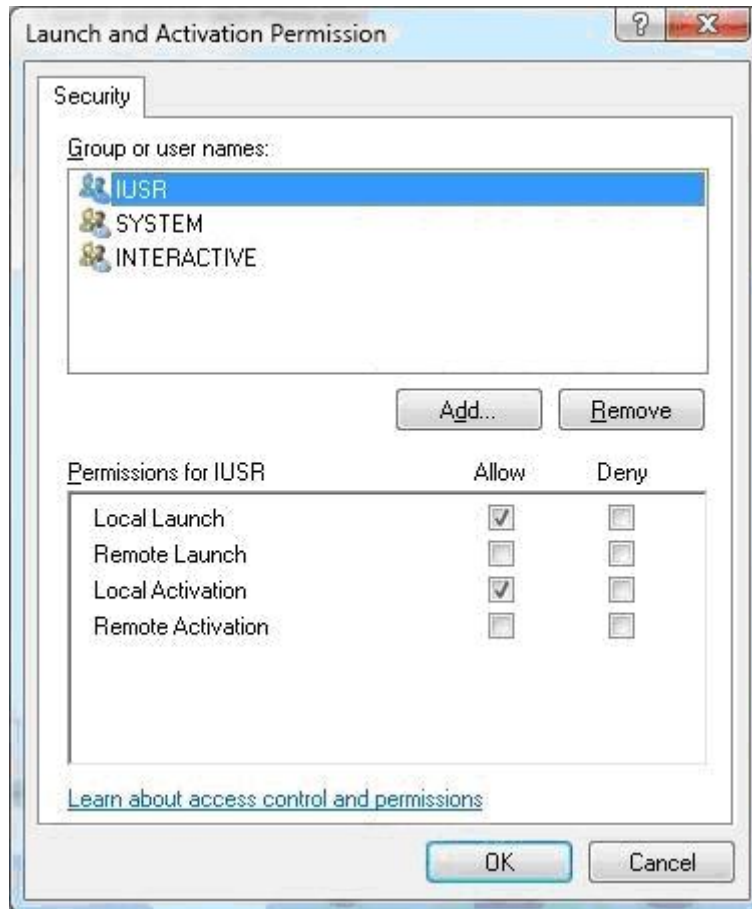 Launch and Activation Permission
Security
Group or user names:
IUSR
SYSTEM
INTERACTIVE
Add... Remove
Permissions for IUSR Allow Deny
Local Launch
Remote Launch
Local Activation
Remote Activation
Learn about access control and permissions
OK Cancel